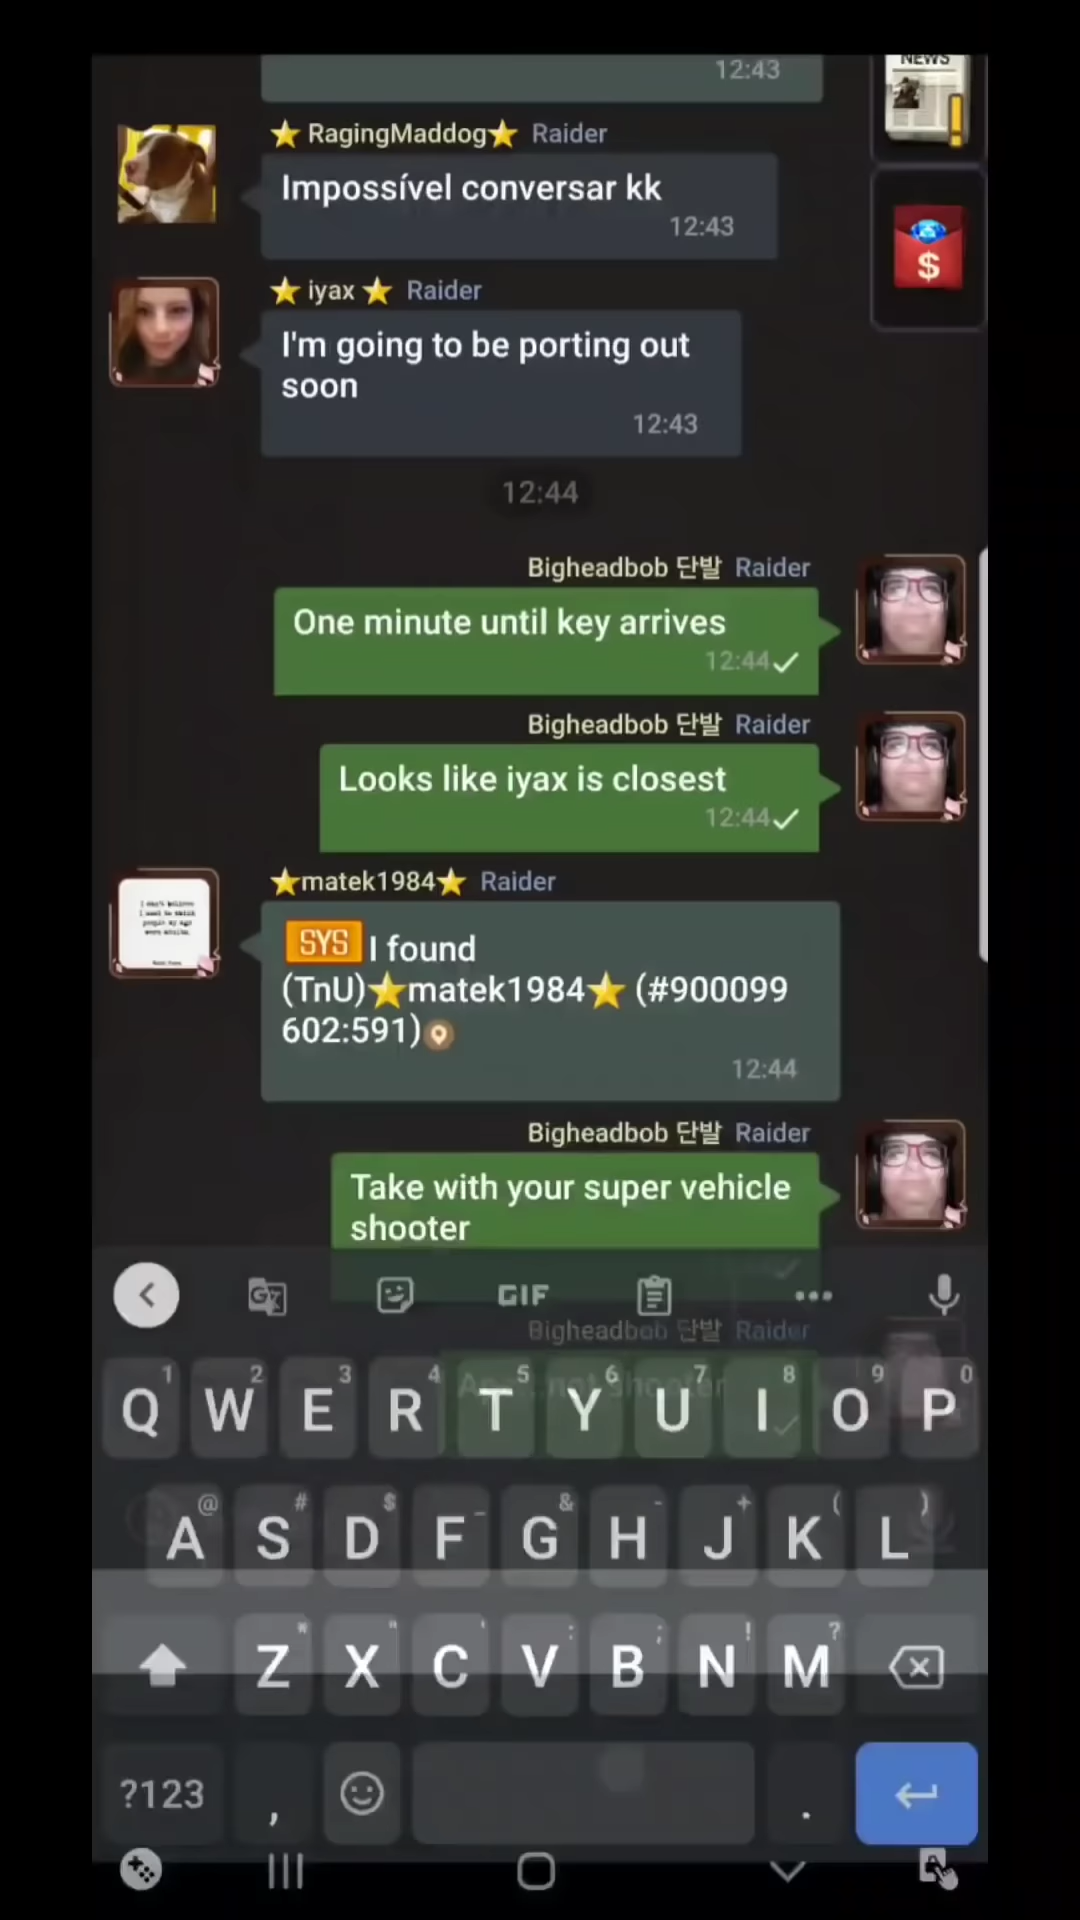 12:43
NEWS
⭐ RagingMaddog⭐ Raider
Impossível conversar kk
12:43
$
⭐ iyax ⭐ Raider
I'm going to be porting out
soon
12:43
12:44
Bigheadbob 단발 Raider
One minute until key arrives
12:44
Bigheadbob 단발 Raider
Looks like iyax is closest
12:44
⭐matek1984⭐ Raider
SYS I found
(TnU)⭐matek1984⭐ (#900099
602:591)
12:44
Bigheadbob 단발 Raider
Take with your super vehicle
shooter
GIF
Bigheadbob 단발 Raider
not shooter
1 2 3 4 5 6 7 8 9 0
Q W E R T Y U I O P
@ # $ _ & - + ( )
A S D F G H J K L
* " ' : ; ! ?
Z X C V B N M
?123 , .